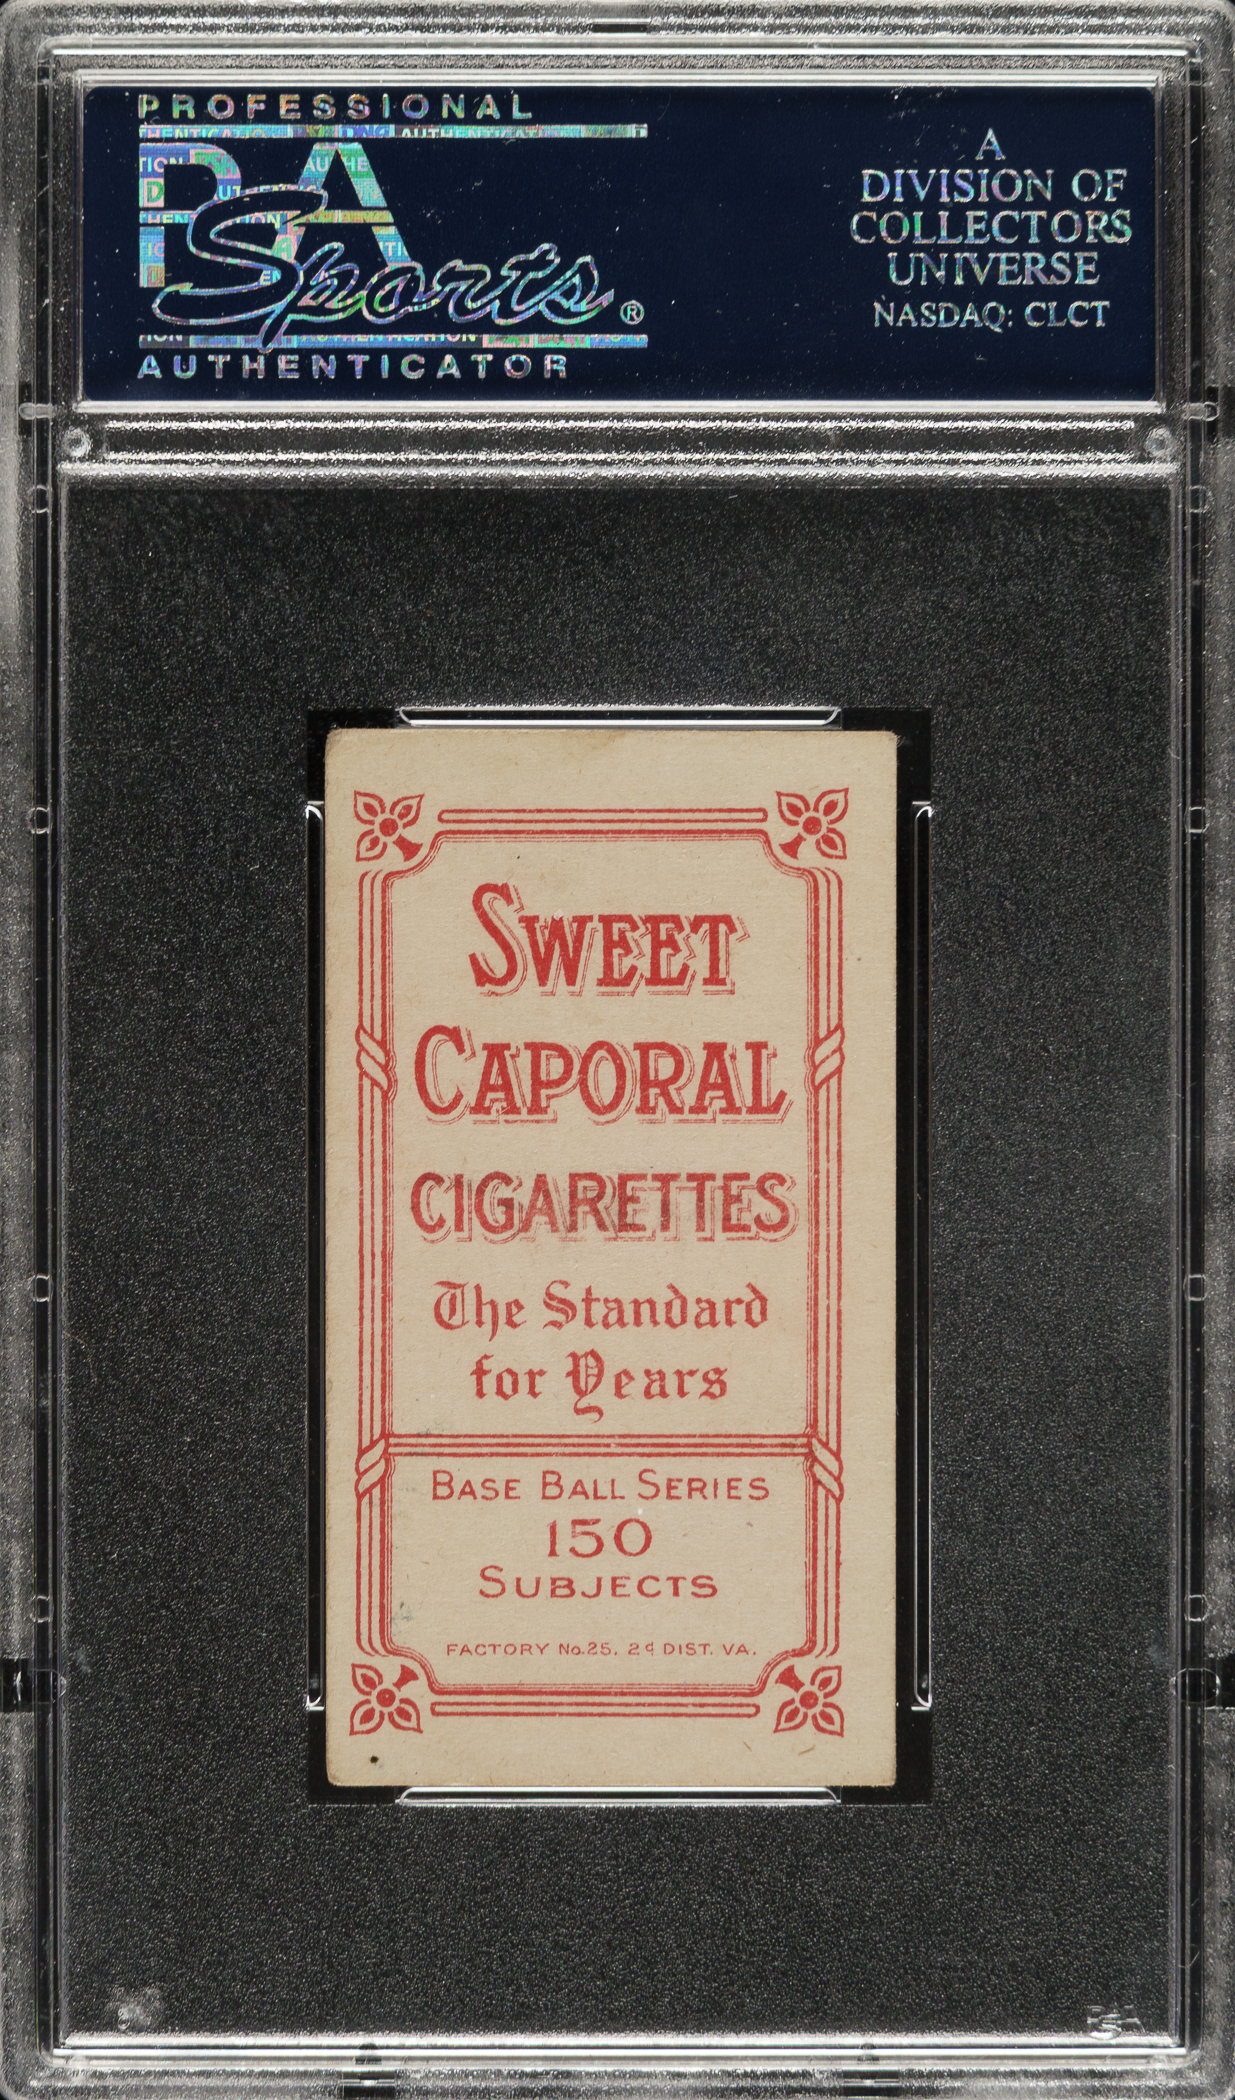 PROFESSIONAL
PSA
Sports®
AUTHENTICATOR
A
DIVISION OF
COLLECTORS
UNIVERSE
NASDAQ: CLCT
SWEET
CAPORAL
CIGARETTES
The Standard
for Years
BASE BALL SERIES
150
SUBJECTS
FACTORY No. 25, 2d DIST. VA.
PSA